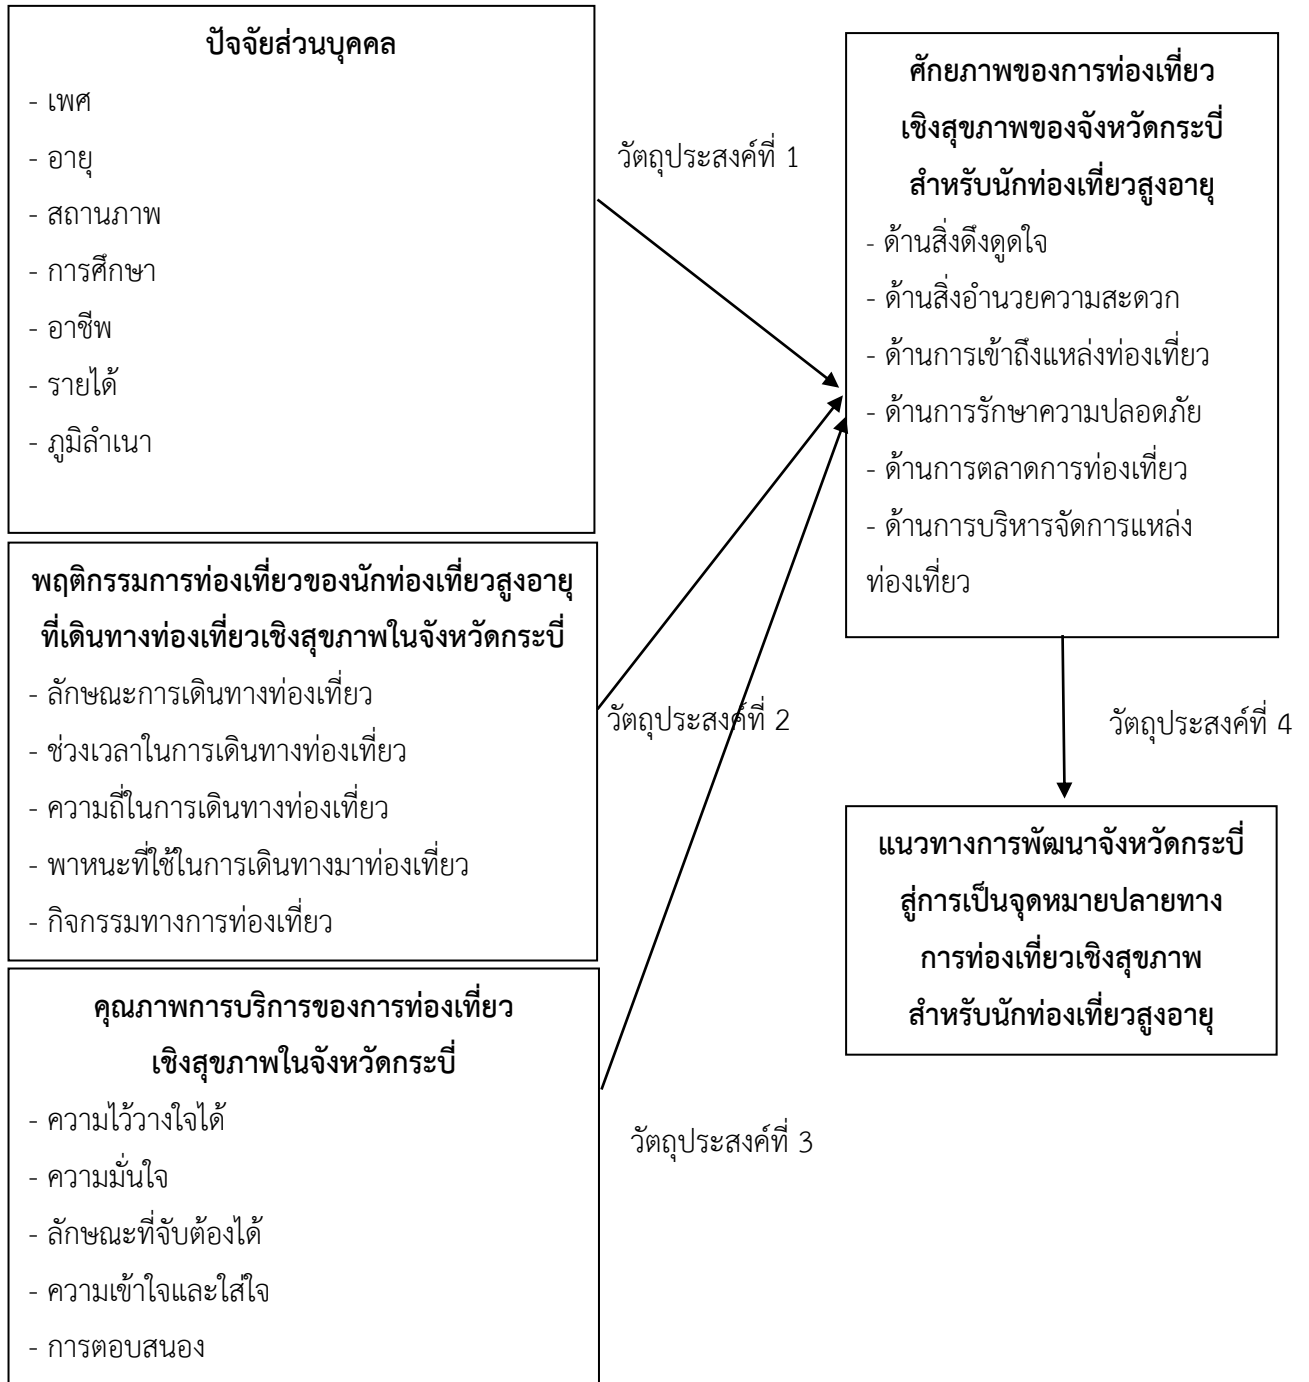 ปัจจัยส่วนบุคคล
- เพศ
- อายุ
- สถานภาพ
- การศึกษา
- อาชีพ
- รายได้
- ภูมิลำเนา
วัตถุประสงค์ที่ 1
ศักยภาพของการท่องเที่ยว
เชิงสุขภาพของจังหวัดกระบี่
สำหรับนักท่องเที่ยวสูงอายุ
- ด้านสิ่งดึงดูดใจ
- ด้านสิ่งอำนวยความสะดวก
- ด้านการเข้าถึงแหล่งท่องเที่ยว
- ด้านการรักษาความปลอดภัย
- ด้านการตลาดการท่องเที่ยว
- ด้านการบริหารจัดการแหล่ง
ท่องเที่ยว
พฤติกรรมการท่องเที่ยวของนักท่องเที่ยวสูงอายุ
ที่เดินทางท่องเที่ยวเชิงสุขภาพในจังหวัดกระบี่
- ลักษณะการเดินทางท่องเที่ยว
- ช่วงเวลาในการเดินทางท่องเที่ยว
- ความถี่ในการเดินทางท่องเที่ยว
- พาหนะที่ใช้ในการเดินทางมาท่องเที่ยว
- กิจกรรมทางการท่องเที่ยว
วัตถุประสงค์ที่ 2
วัตถุประสงค์ที่ 4
แนวทางการพัฒนาจังหวัดกระบี่
สู่การเป็นจุดหมายปลายทาง
การท่องเที่ยวเชิงสุขภาพ
สำหรับนักท่องเที่ยวสูงอายุ
คุณภาพการบริการของการท่องเที่ยว
เชิงสุขภาพในจังหวัดกระบี่
- ความไว้วางใจได้
- ความมั่นใจ
- ลักษณะที่จับต้องได้
- ความเข้าใจและใส่ใจ
- การตอบสนอง
วัตถุประสงค์ที่ 3